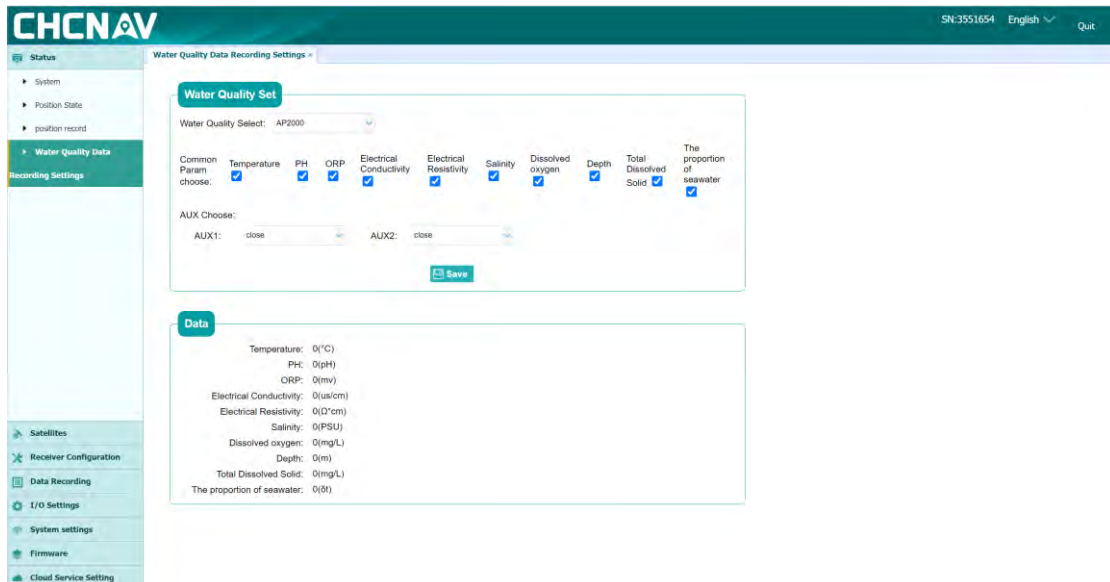 CHCNAV
SN:3551654 English Quit
Status
Water Quality Data Recording Settings ×
System
Position State
position record
Water Quality Data
Recording Settings
Satellites
Receiver Configuration
Data Recording
I/O Settings
System settings
Firmware
Cloud Service Setting
Water Quality Set
Water Quality Select: AP2000
Common
Param
choose:
Temperature
PH
ORP
Electrical
Conductivity
Electrical
Resistivity
Salinity
Dissolved
oxygen
Depth
Total
Dissolved
Solid
The
proportion
of
seawater
AUX Choose:
AUX1: close AUX2: close
Save
Data
Temperature: 0(°C)
PH: 0(pH)
ORP: 0(mv)
Electrical Conductivity: 0(us/cm)
Electrical Resistivity: 0(Ω*cm)
Salinity: 0(PSU)
Dissolved oxygen: 0(mg/L)
Depth: 0(m)
Total Dissolved Solid: 0(mg/L)
The proportion of seawater: 0(δt)